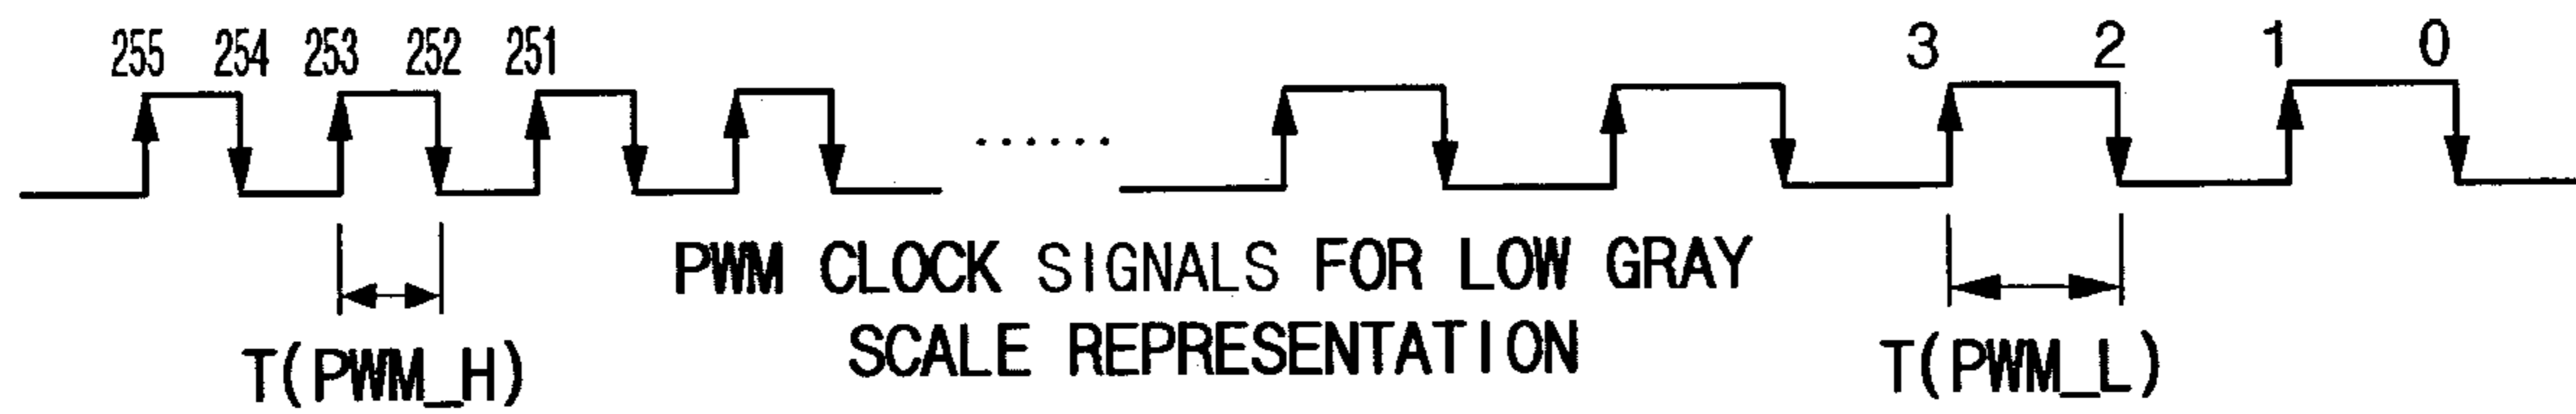 255 254 253 252 251 3 2 1 0
......
PWM CLOCK SIGNALS FOR LOW GRAY
SCALE REPRESENTATION
T(PWM_H) T(PWM_L)